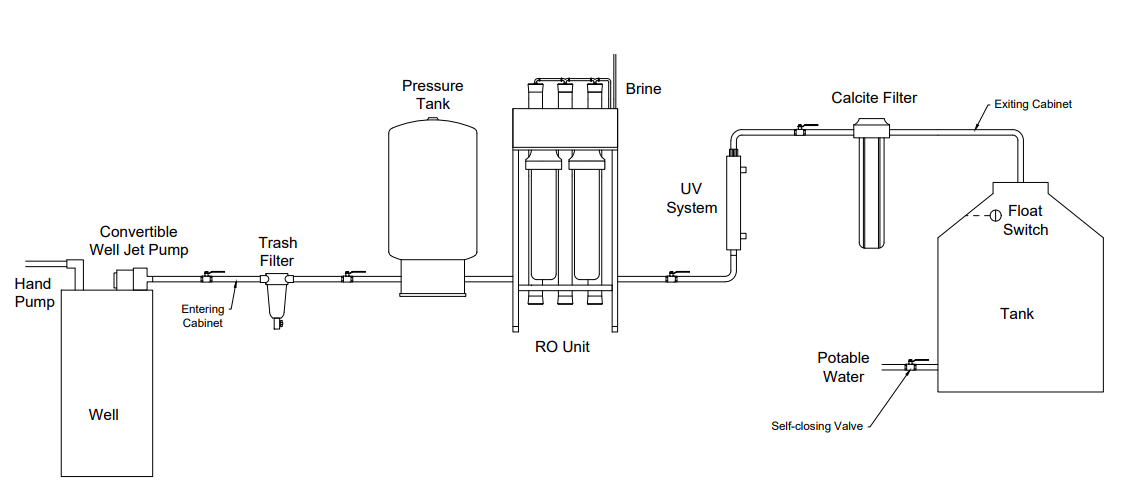 Pressure
Tank
Brine
Calcite Filter
Exiting Cabinet
UV
System
Float
Switch
Convertible
Well Jet Pump
Trash
Filter
Hand
Pump
Entering
Cabinet
RO Unit
Tank
Potable
Water
Well
Self-closing Valve